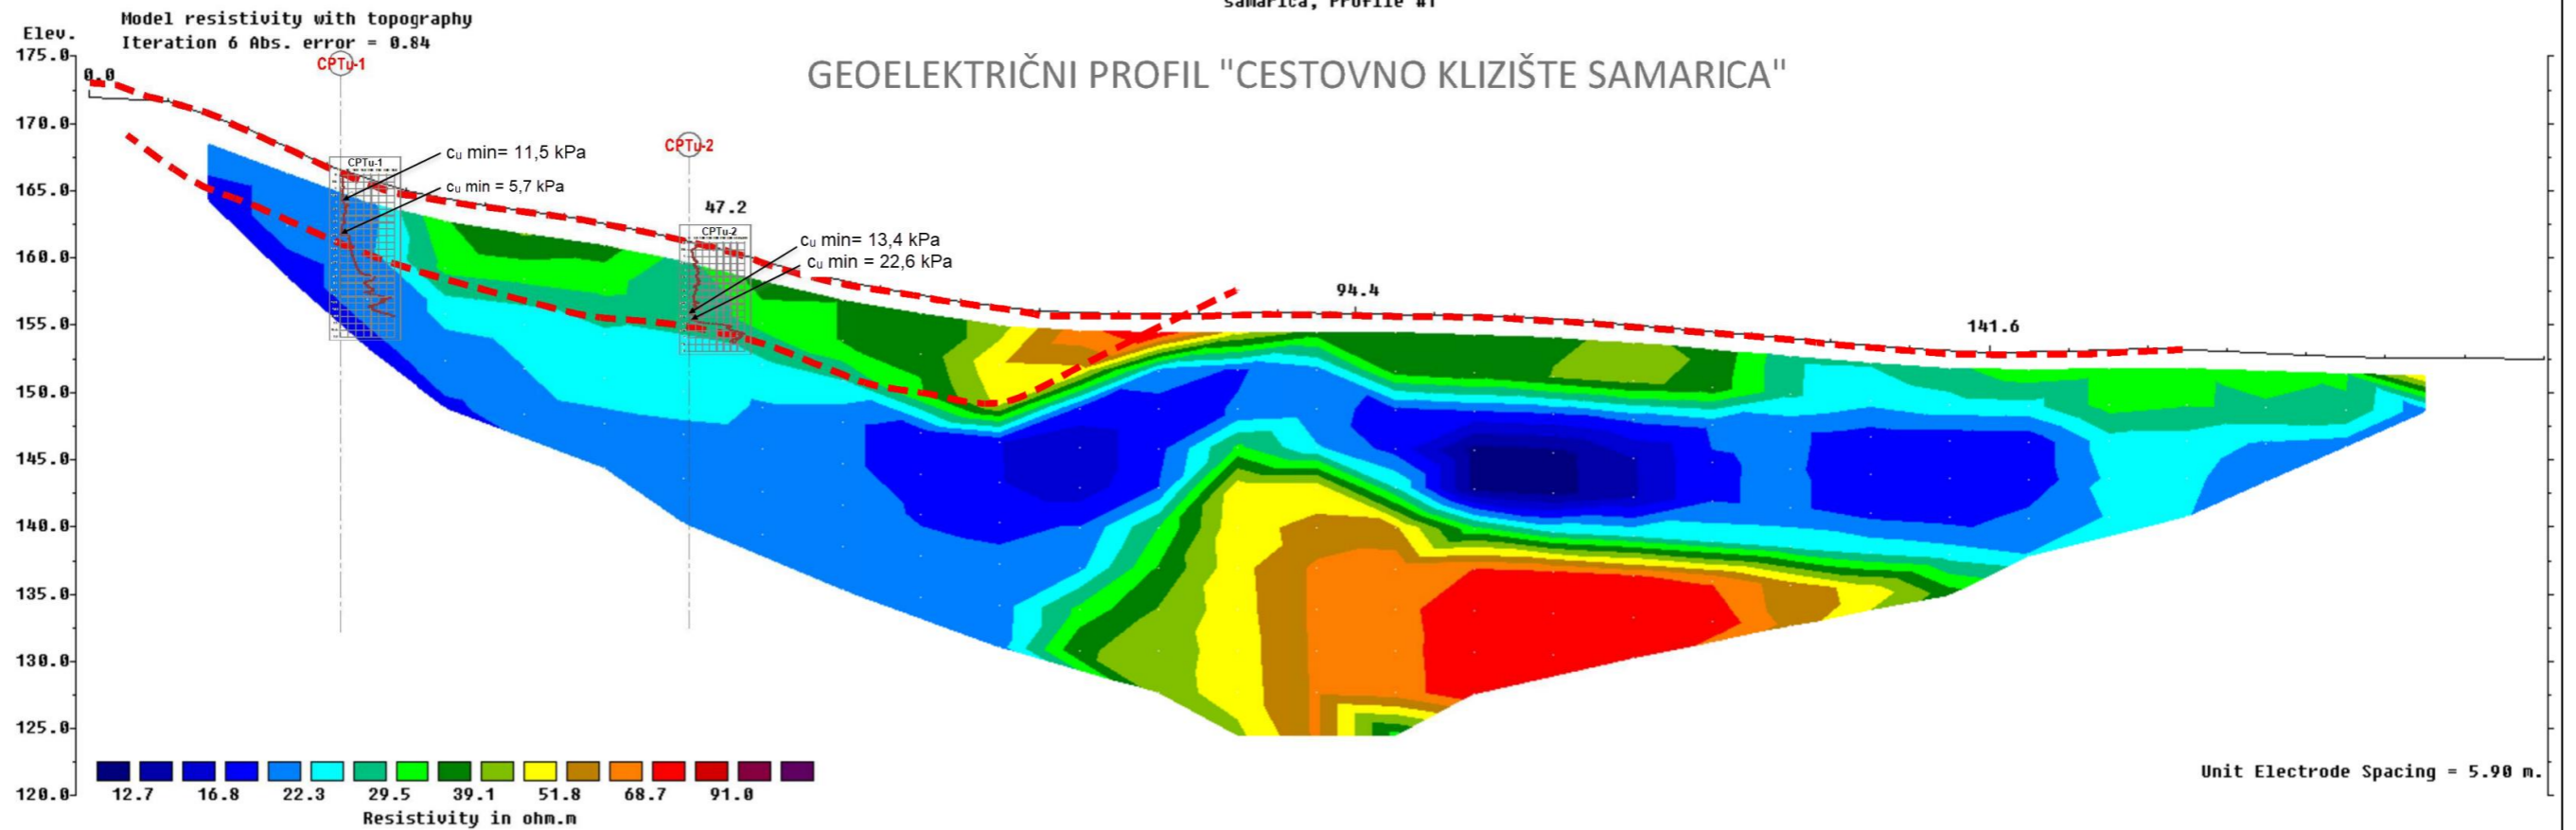 samarica, Profile #1
Model resistivity with topography
Elev.
Iteration 6 Abs. error = 0.84
GEOELEKTRIČNI PROFIL "CESTOVNO KLIZIŠTE SAMARICA"
CPTu-1
175.0
0.0
170.0
CPTu-2
cu min= 11,5 kPa
CPTu-1
165.0
cu min = 5,7 kPa
47.2
CPTu-2
cu min= 13,4 kPa
160.0
cu min = 22,6 kPa
94.4
155.0
141.6
150.0
145.0
140.0
135.0
130.0
125.0
120.0
Unit Electrode Spacing = 5.90 m.
12.7 16.8 22.3 29.5 39.1 51.8 68.7 91.0
Resistivity in ohm.m